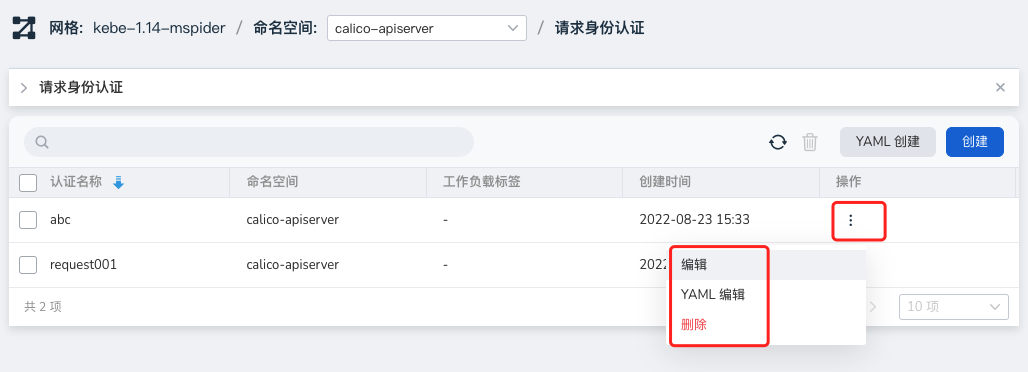 网格: kebe-1.14-mspider / 命名空间: calico-apiserver / 请求身份认证
请求身份认证
YAML 创建 创建
认证名称 命名空间 工作负载标签 创建时间 操作
abc calico-apiserver - 2022-08-23 15:33
request001 calico-apiserver -
编辑
YAML 编辑
删除
共 2 项 10 项